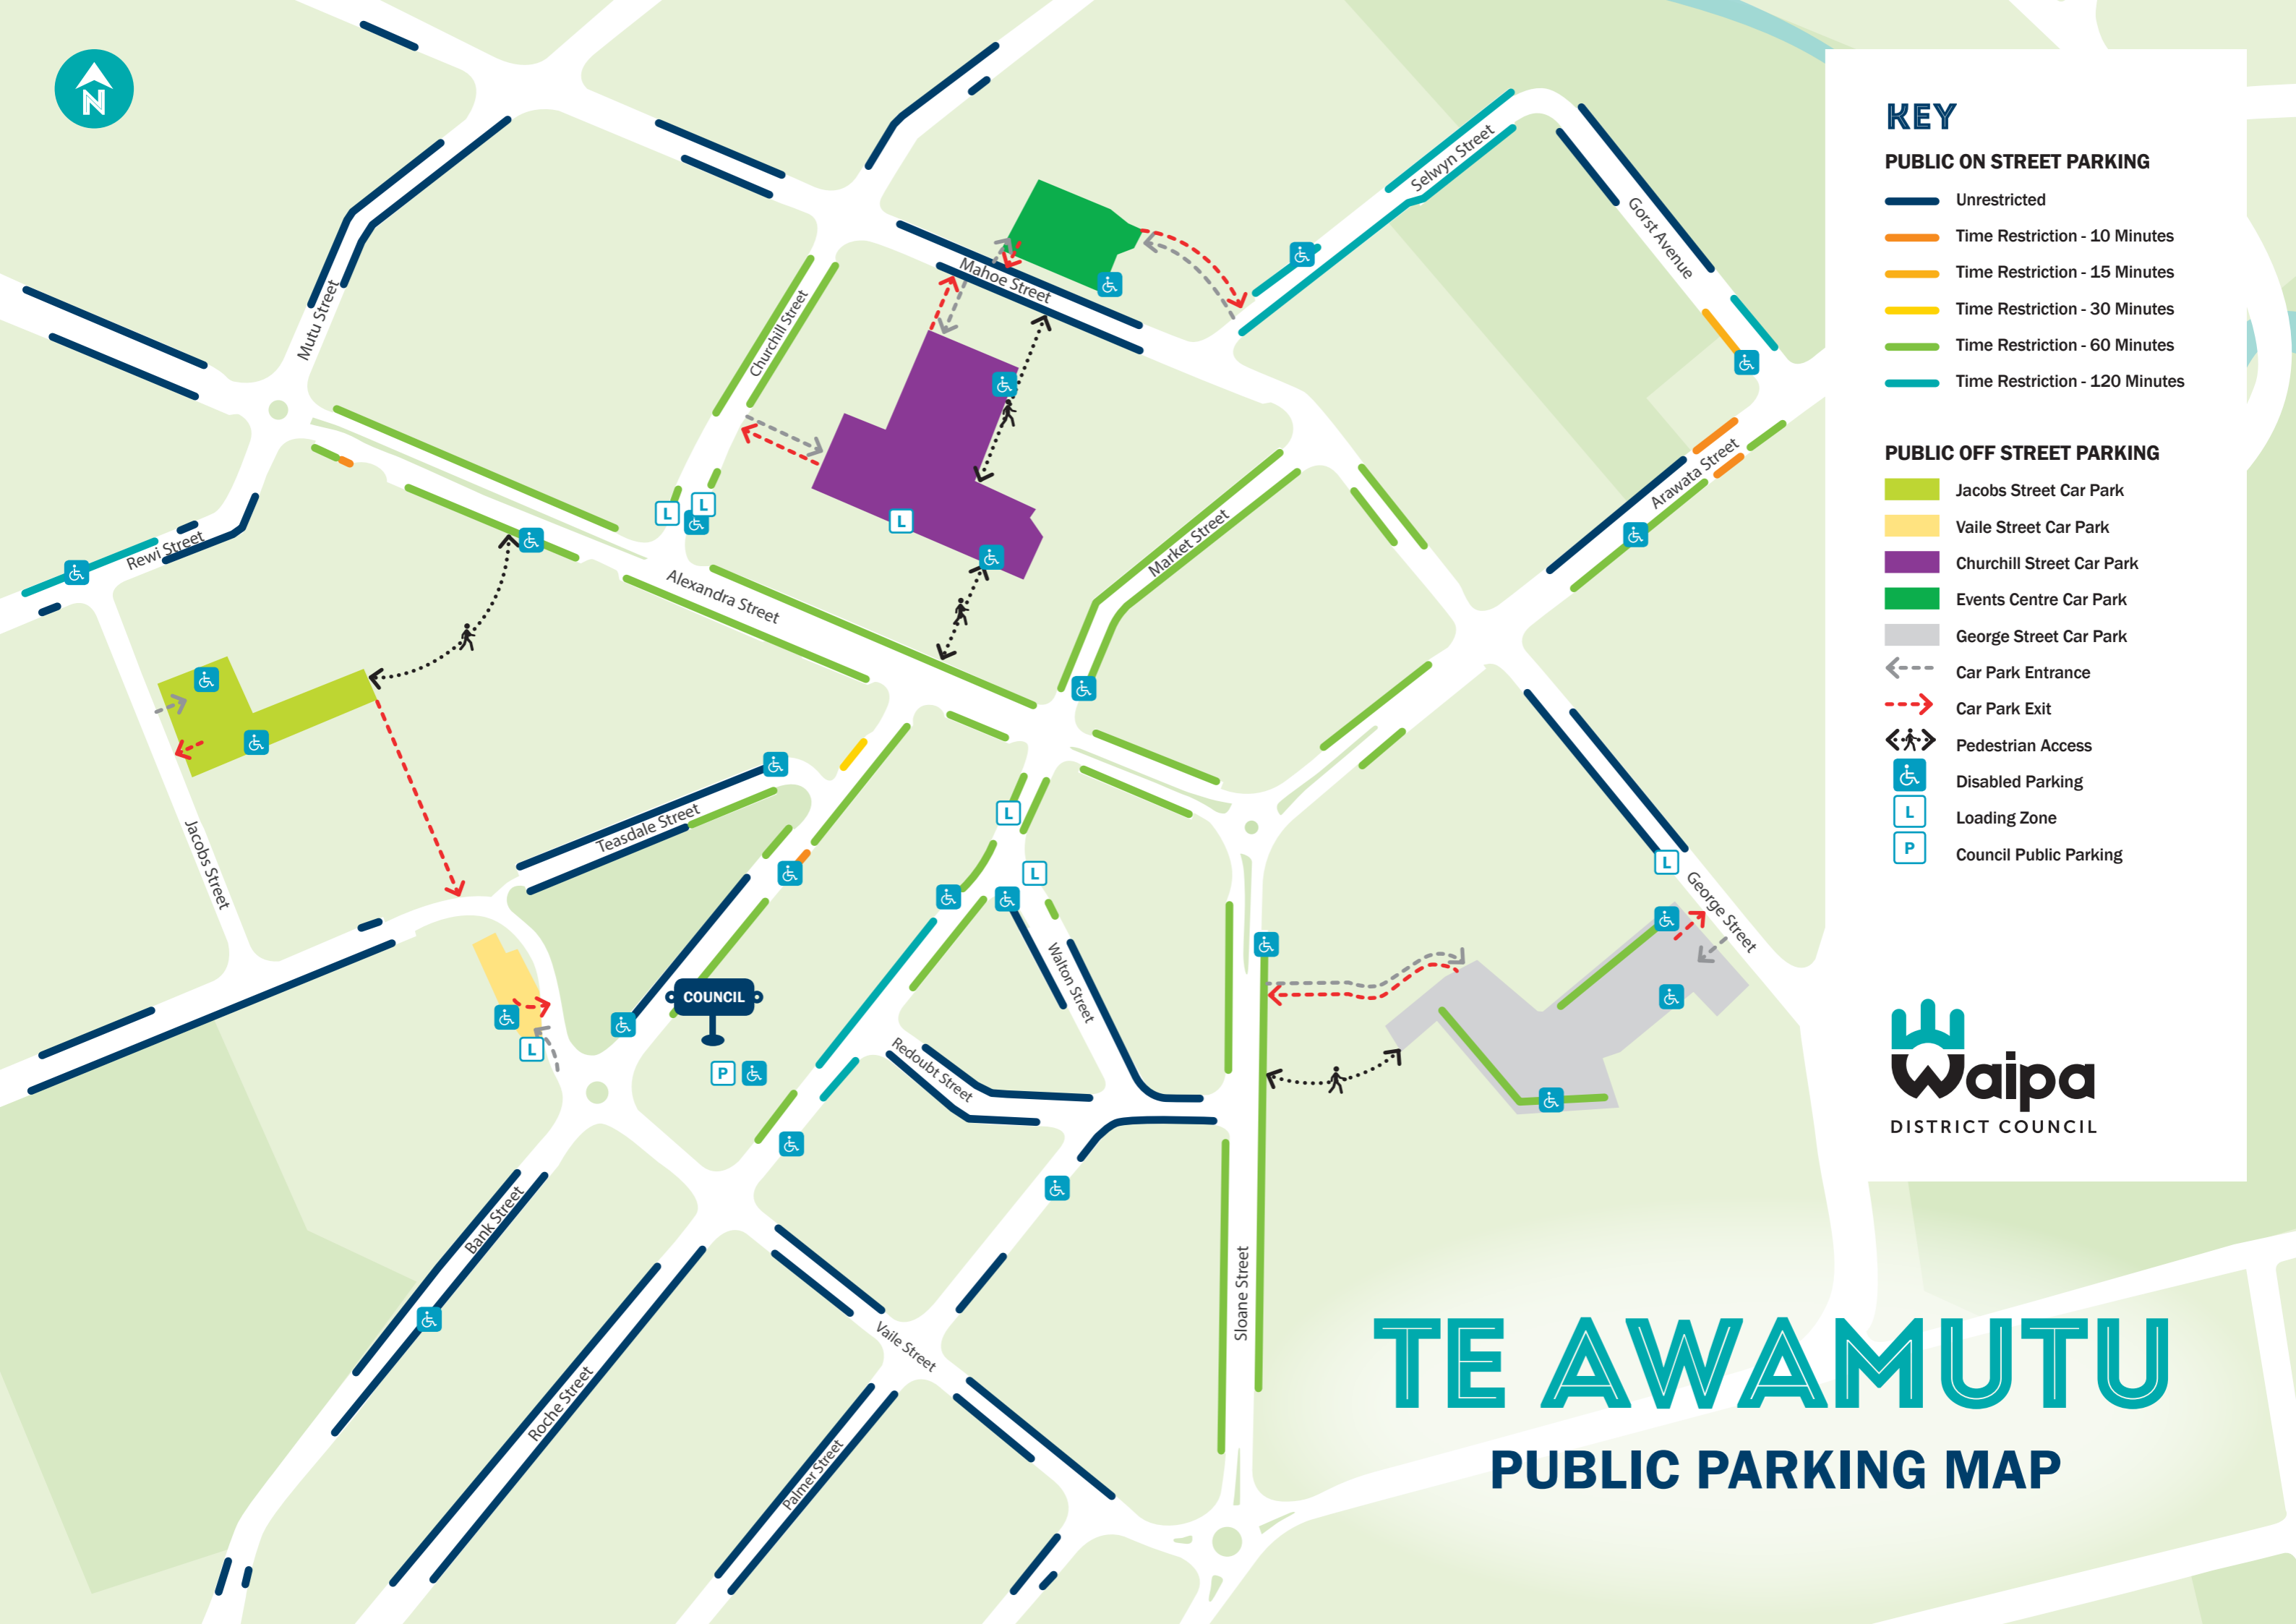 N
KEY
PUBLIC ON STREET PARKING
Unrestricted
Time Restriction - 10 Minutes
Time Restriction - 15 Minutes
Time Restriction - 30 Minutes
Time Restriction - 60 Minutes
Time Restriction - 120 Minutes
PUBLIC OFF STREET PARKING
Jacobs Street Car Park
Vaile Street Car Park
Churchill Street Car Park
Events Centre Car Park
George Street Car Park
Car Park Entrance
Car Park Exit
Pedestrian Access
Disabled Parking
L
Loading Zone
P
Council Public Parking
Waipa
DISTRICT COUNCIL
Selwyn Street
Gorst Avenue
Mahoe Street
Mutu Street
Churchill Street
Arawata Street
L
L
L
Market Street
Rewi Street
Alexandra Street
Teasdale Street
L
Jacobs Street
L
L
George Street
Walton Street
COUNCIL
L
P
Redoubt Street
Bank Street
Sloane Street
Vaile Street
Roche Street
Palmer Street
TE AWAMUTU
PUBLIC PARKING MAP